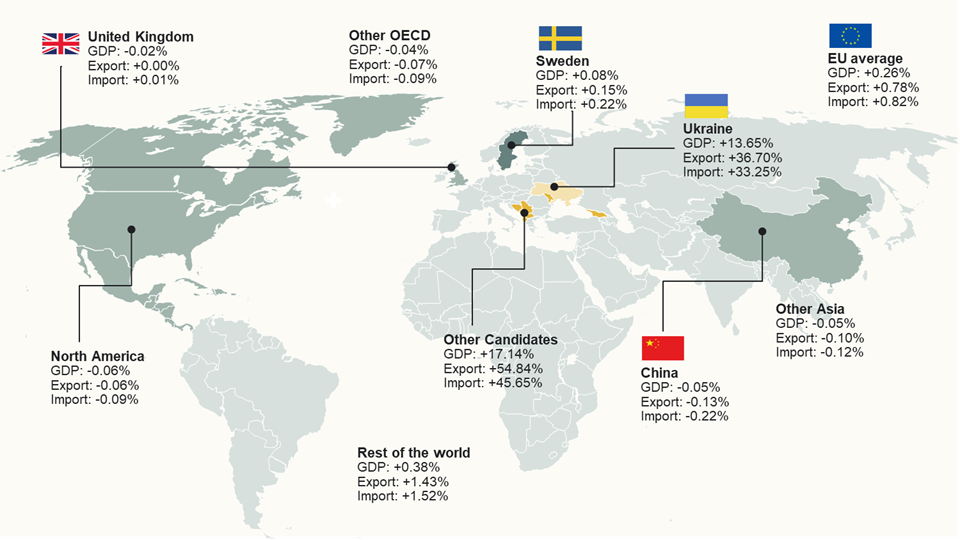 United Kingdom
GDP: -0.02%
Export: +0.00%
Import: +0.01%
Other OECD
GDP: -0.04%
Export: -0.07%
Import: -0.09%
Sweden
GDP: +0.08%
Export: +0.15%
Import: +0.22%
EU average
GDP: +0.26%
Export: +0.78%
Import: +0.82%
Ukraine
GDP: +13.65%
Export: +36.70%
Import: +33.25%
North America
GDP: -0.06%
Export: -0.06%
Import: -0.09%
Other Candidates
GDP: +17.14%
Export: +54.84%
Import: +45.65%
China
GDP: -0.05%
Export: -0.13%
Import: -0.22%
Other Asia
GDP: -0.05%
Export: -0.10%
Import: -0.12%
Rest of the world
GDP: +0.38%
Export: +1.43%
Import: +1.52%